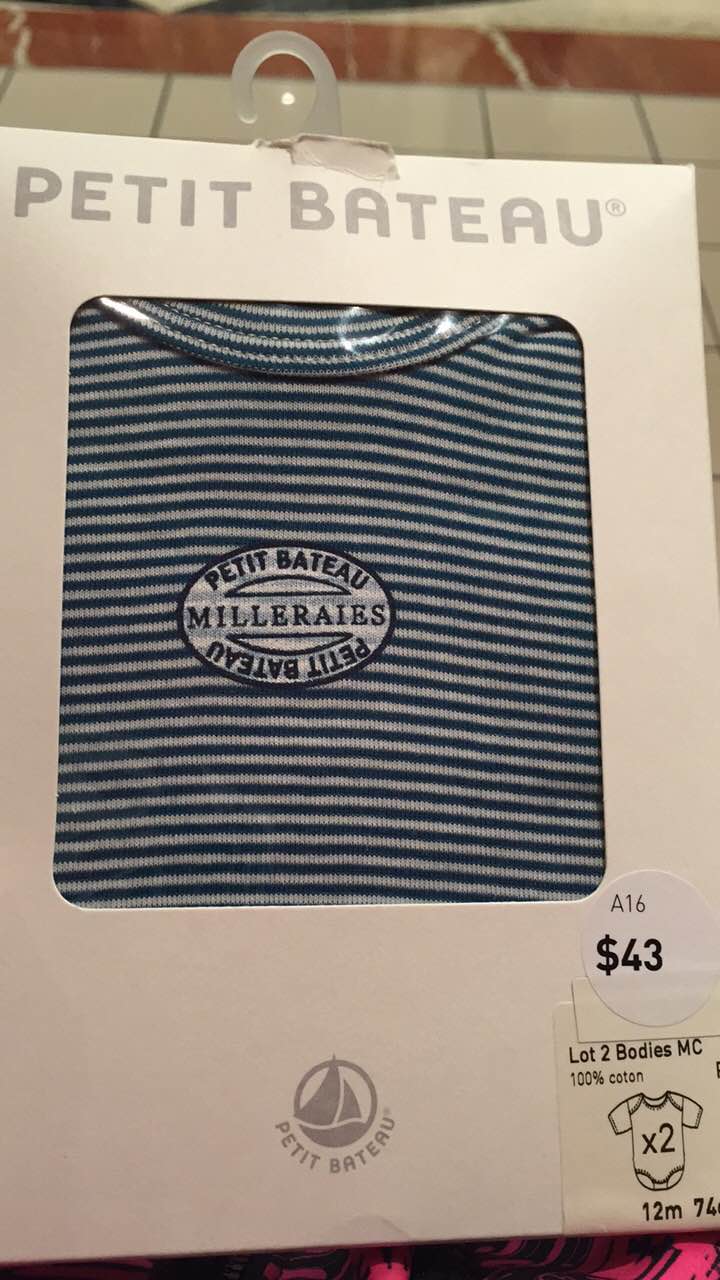 PETIT BATEAU®
PETIT BATEAU
MILLERAIES
PETIT BATEAU
A16
$43
Lot 2 Bodies MC
100% coton
x2
12m
PETIT BATEAU®